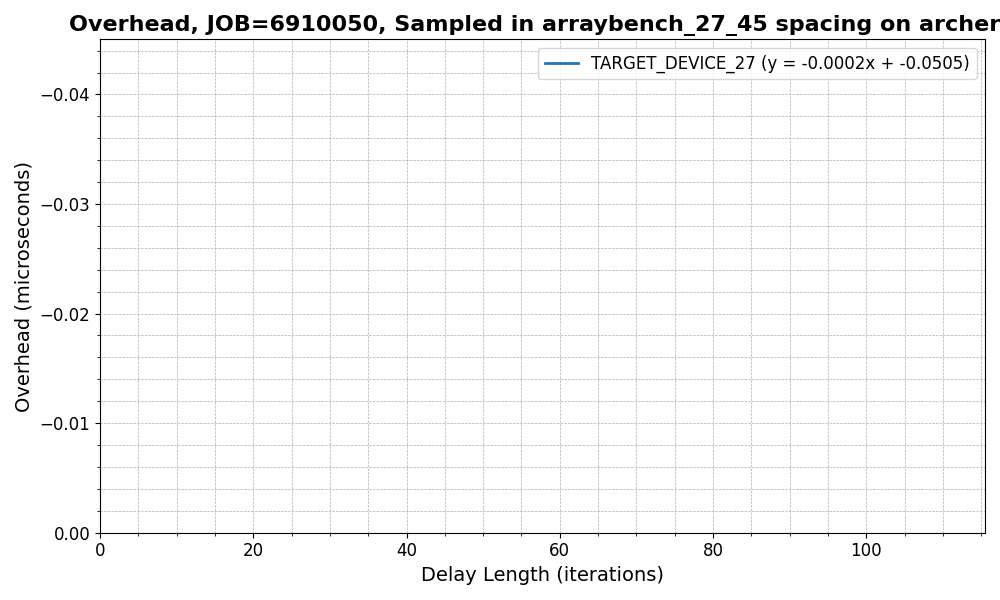 Overhead, JOB=6910050, Sampled in arraybench_27_45 spacing on archer
TARGET_DEVICE_27 (y = -0.0002x + -0.0505)
Overhead (microseconds)
−0.04
−0.03
−0.02
−0.01
0.00
0 20 40 60 80 100
Delay Length (iterations)